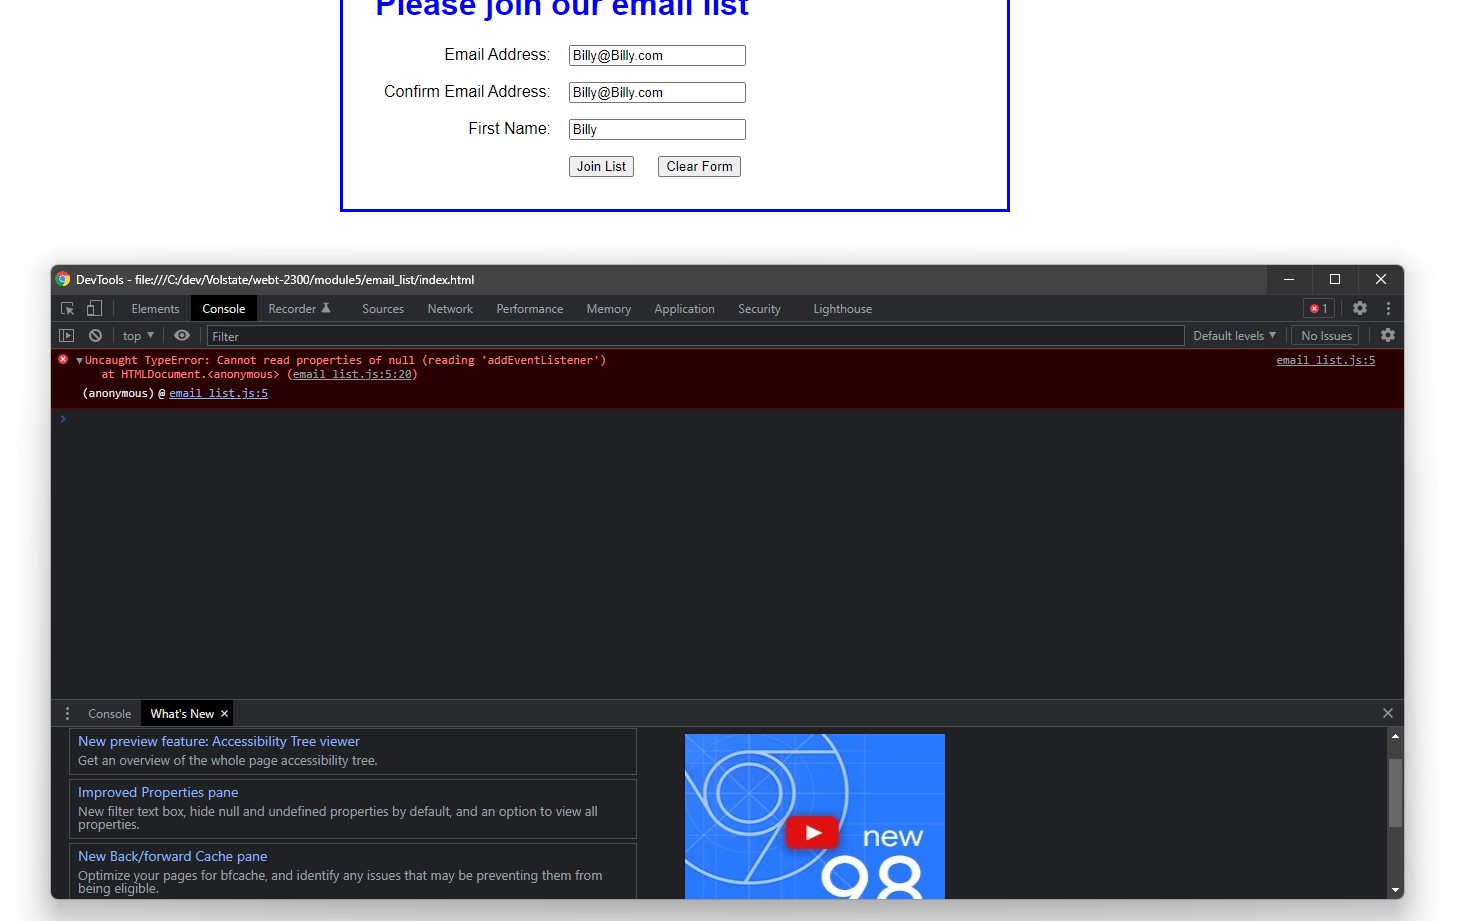 Please join our email list
Email Address: Billy@Billy.com
Confirm Email Address: Billy@Billy.com
First Name: Billy
Join List Clear Form
DevTools - file:///C:/dev/Volstate/webt-2300/module5/email_list/index.html
Elements Console Recorder Sources Network Performance Memory Application Security Lighthouse 1
top ▼ Filter Default levels ▼ No Issues
▼Uncaught TypeError: Cannot read properties of null (reading 'addEventListener') email_list.js:5
at HTMLDocument.<anonymous> (email_list.js:5:20)
(anonymous) @ email_list.js:5
>
Console What's New ×
New preview feature: Accessibility Tree viewer
Get an overview of the whole page accessibility tree.
Improved Properties pane
New filter text box, hide null and undefined properties by default, and an option to view all
properties.
New Back/forward Cache pane
Optimize your pages for bfcache, and identify any issues that may be preventing them from
being eligible.
new
98